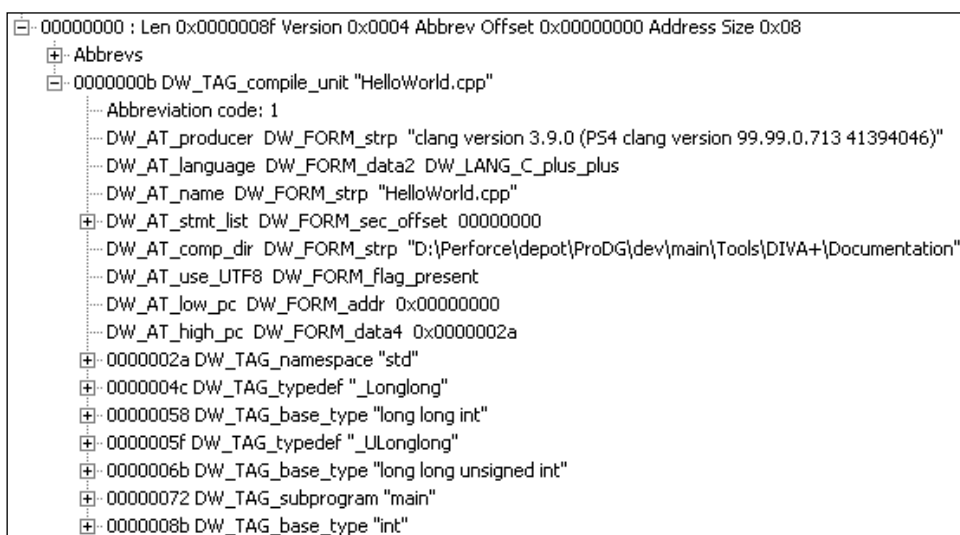 00000000 : Len 0x0000008f Version 0x0004 Abbrev Offset 0x00000000 Address Size 0x08
Abbrevs
0000000b DW_TAG_compile_unit "HelloWorld.cpp"
Abbreviation code: 1
DW_AT_producer DW_FORM_strp "clang version 3.9.0 (PS4 clang version 99.99.0.713 41394046)"
DW_AT_language DW_FORM_data2 DW_LANG_C_plus_plus
DW_AT_name DW_FORM_strp "HelloWorld.cpp"
DW_AT_stmt_list DW_FORM_sec_offset 00000000
DW_AT_comp_dir DW_FORM_strp "D:\Perforce\depot\ProDG\dev\main\Tools\DIVA+\Documentation"
DW_AT_use_UTF8 DW_FORM_flag_present
DW_AT_low_pc DW_FORM_addr 0x00000000
DW_AT_high_pc DW_FORM_data4 0x0000002a
0000002a DW_TAG_namespace "std"
0000004c DW_TAG_typedef "_Longlong"
00000058 DW_TAG_base_type "long long int"
0000005f DW_TAG_typedef "_ULonglong"
0000006b DW_TAG_base_type "long long unsigned int"
00000072 DW_TAG_subprogram "main"
0000008b DW_TAG_base_type "int"